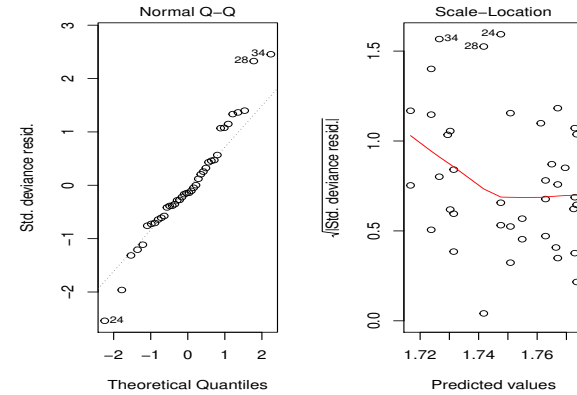 Normal Q−Q
Std. deviance resid.
3
2
1
0
−1
−2
34
28
24
−2 −1 0 1 2
Theoretical Quantiles
Scale−Location
√|Std. deviance resid.|
1.5
1.0
0.5
0.0
34
24
28
1.72 1.74 1.76
Predicted values